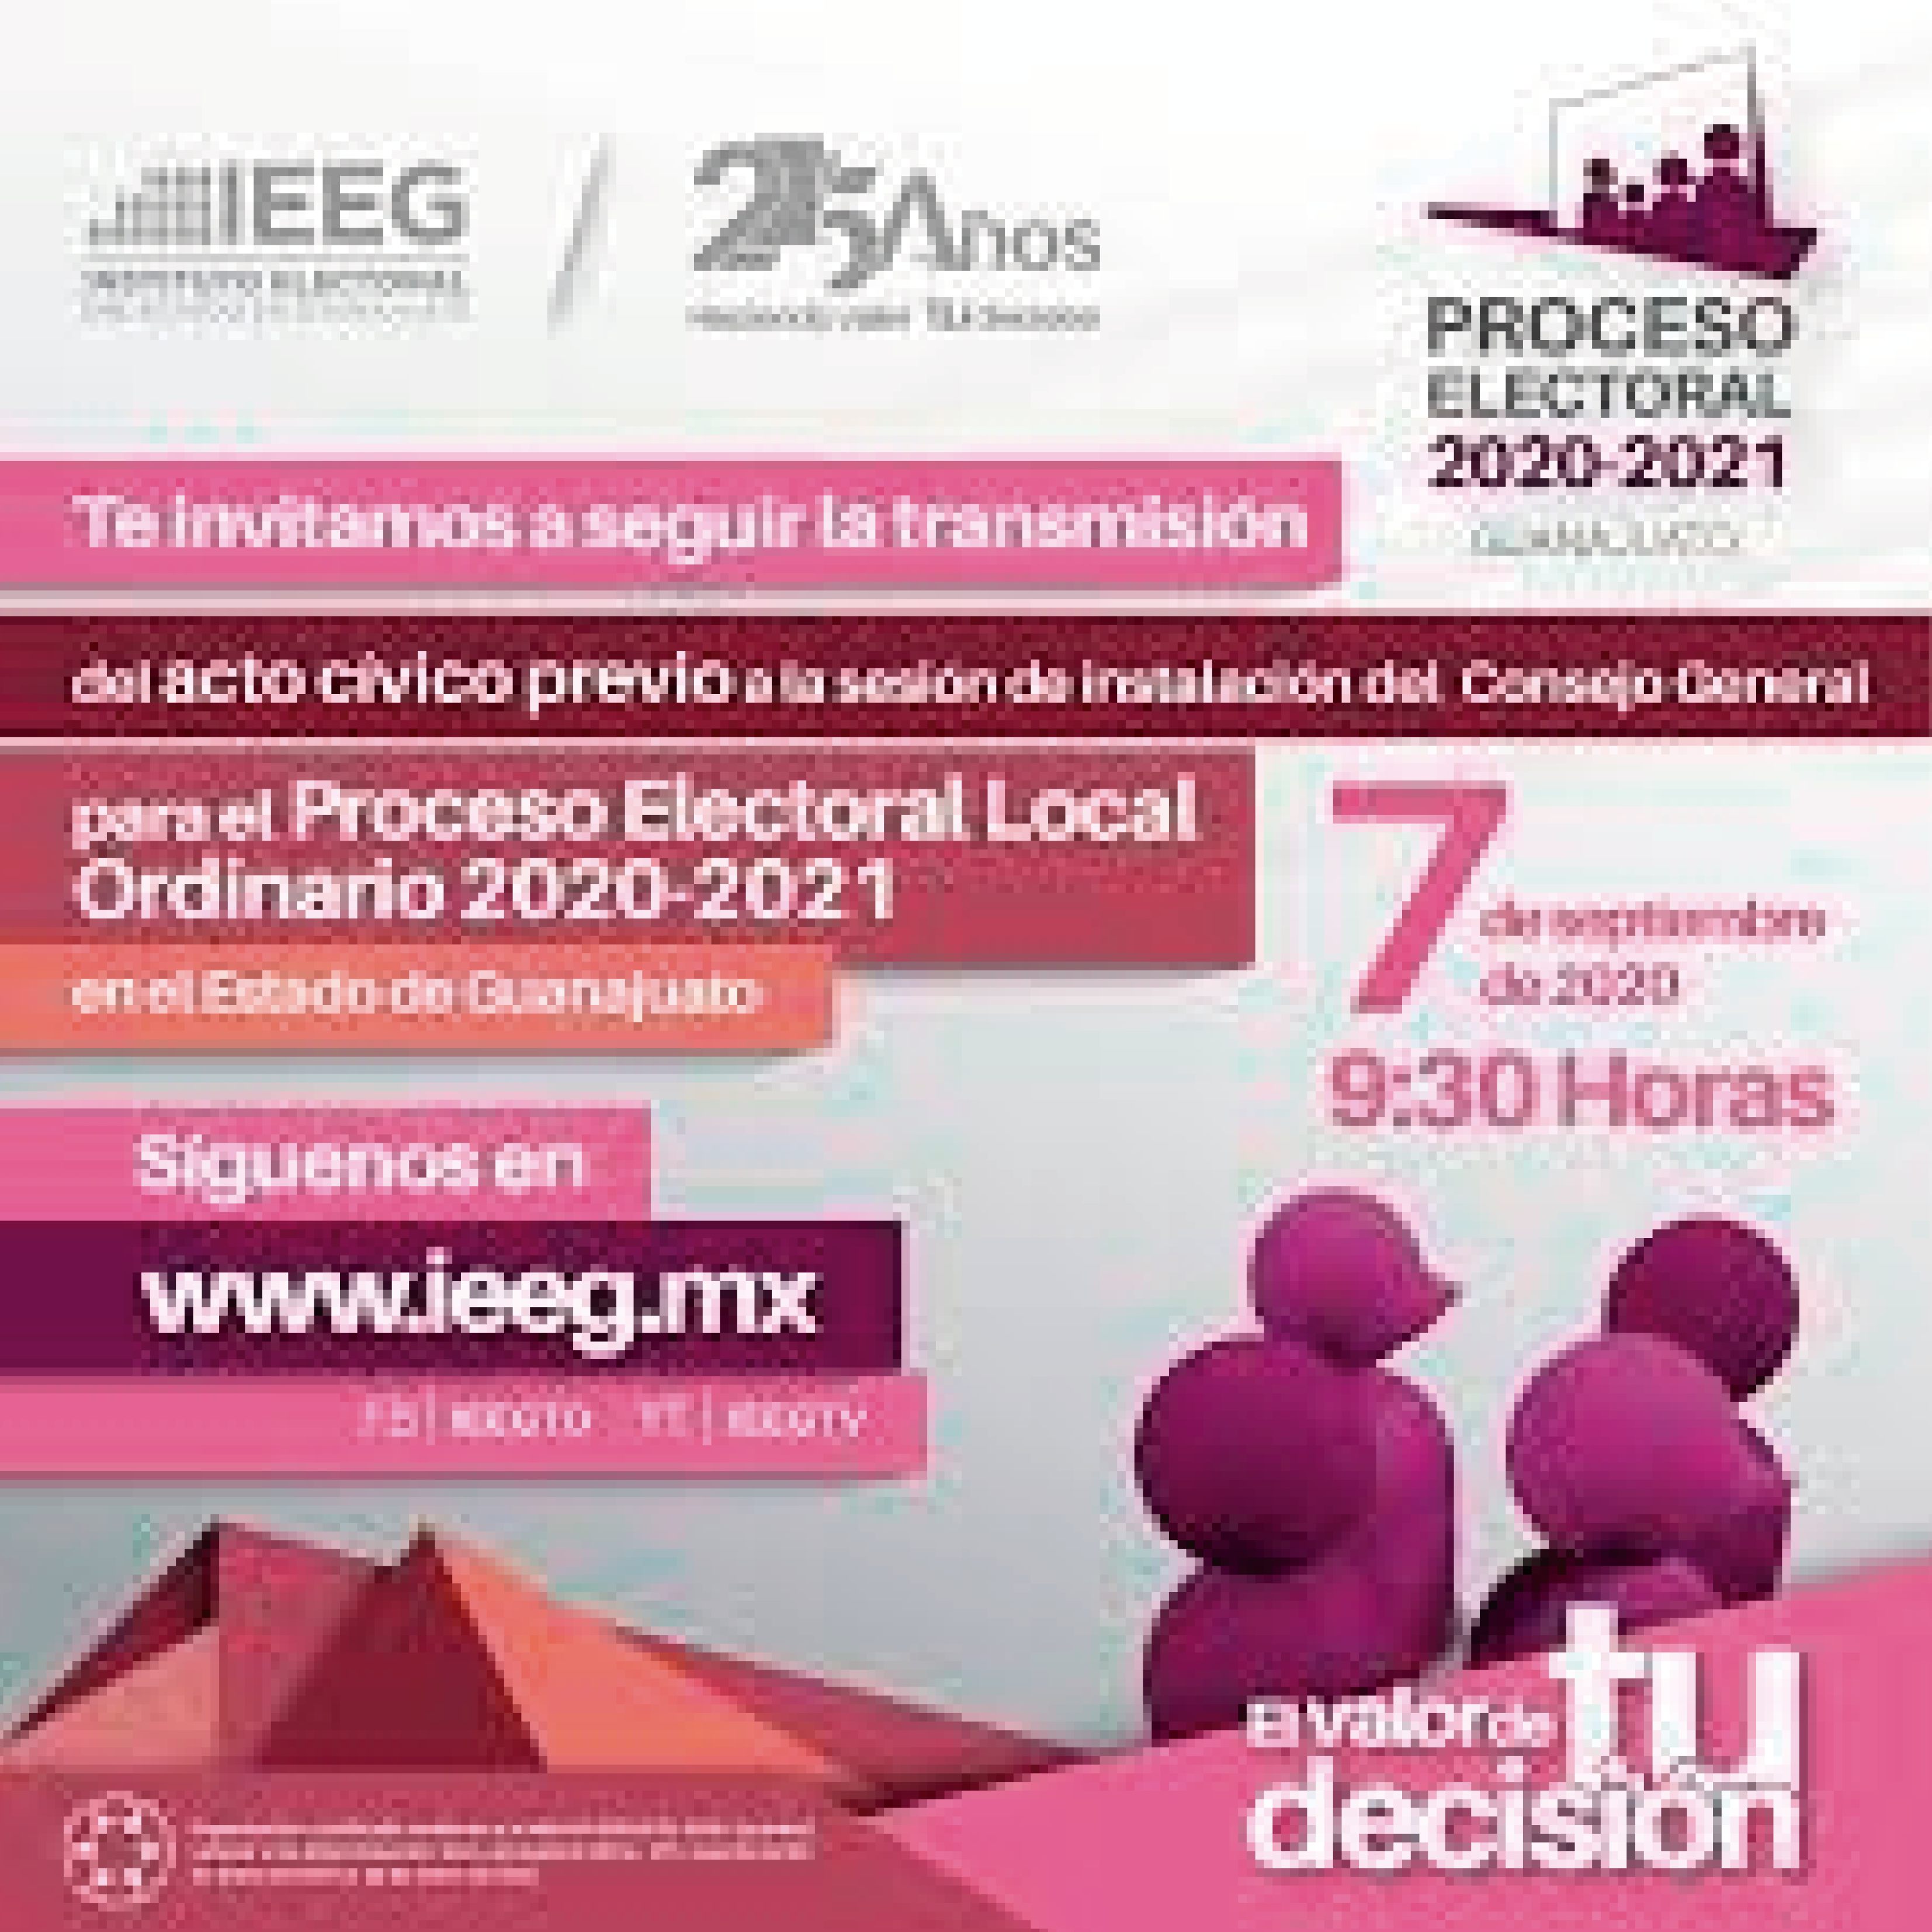 IEEG
INSTITUTO ELECTORAL
25 Años
PROCESO
ELECTORAL
2020-2021
GUANAJUATO
Te invitamos a seguir la transmisión
del acto cívico previo a la sesión de instalación del Consejo General
para el Proceso Electoral Local
Ordinario 2020-2021
en el Estado de Guanajuato
7 de septiembre
de 2020
9:30 Horas
Síguenos en
www.ieeg.mx
a valor de tu
decisión